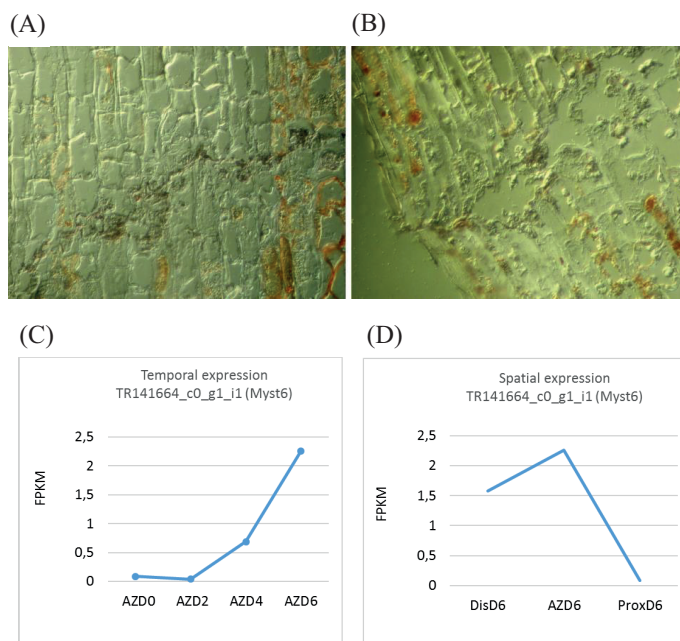 (A)
(B)
(C)
(D)
Temporal expression
TR141664_c0_g1_i1 (Myst6)
FPKM
2,5
2
1,5
1
0,5
0
AZD0 AZD2 AZD4 AZD6
Spatial expression
TR141664_c0_g1_i1 (Myst6)
FPKM
2,5
2
1,5
1
0,5
0
DisD6 AZD6 ProxD6